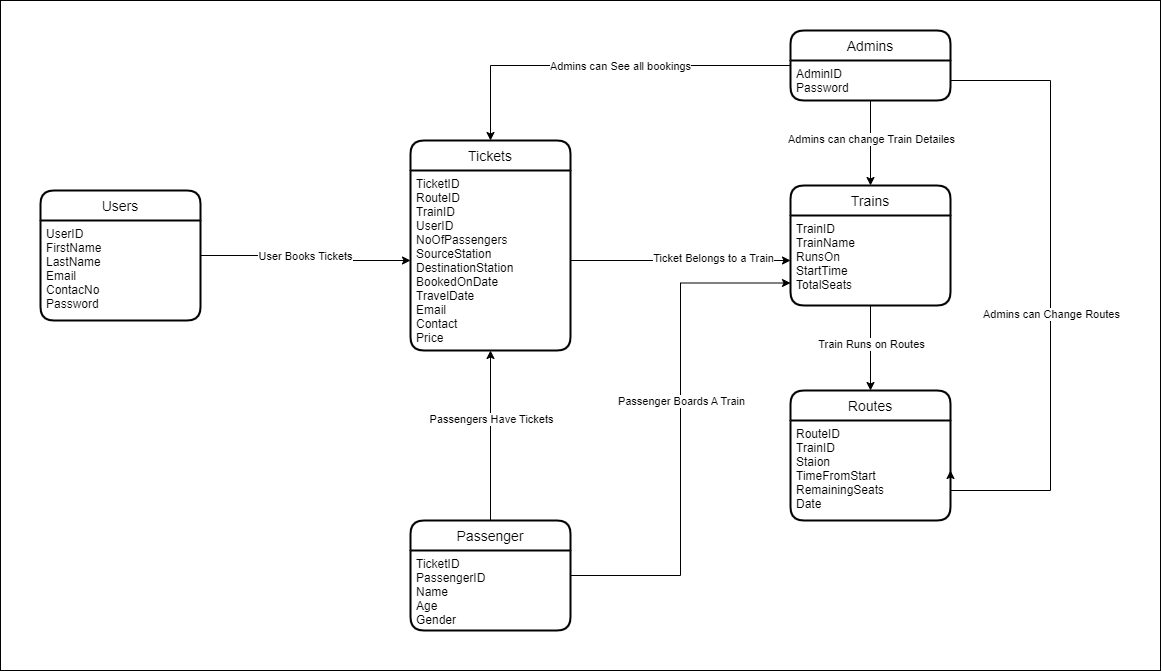 Admins
AdminID
Password
Admins can See all bookings
Admins can change Train Detailes
Tickets
TicketID
RouteID
TrainID
UserID
NoOfPassengers
SourceStation
DestinationStation
BookedOnDate
TravelDate
Email
Contact
Price
Users
UserID
FirstName
LastName
Email
ContacNo
Password
User Books Tickets
Trains
TrainID
TrainName
RunsOn
StartTime
TotalSeats
Ticket Belongs to a Train
Admins can Change Routes
Train Runs on Routes
Passenger Boards A Train
Passengers Have Tickets
Routes
RouteID
TrainID
Staion
TimeFromStart
RemainingSeats
Date
Passenger
TicketID
PassengerID
Name
Age
Gender